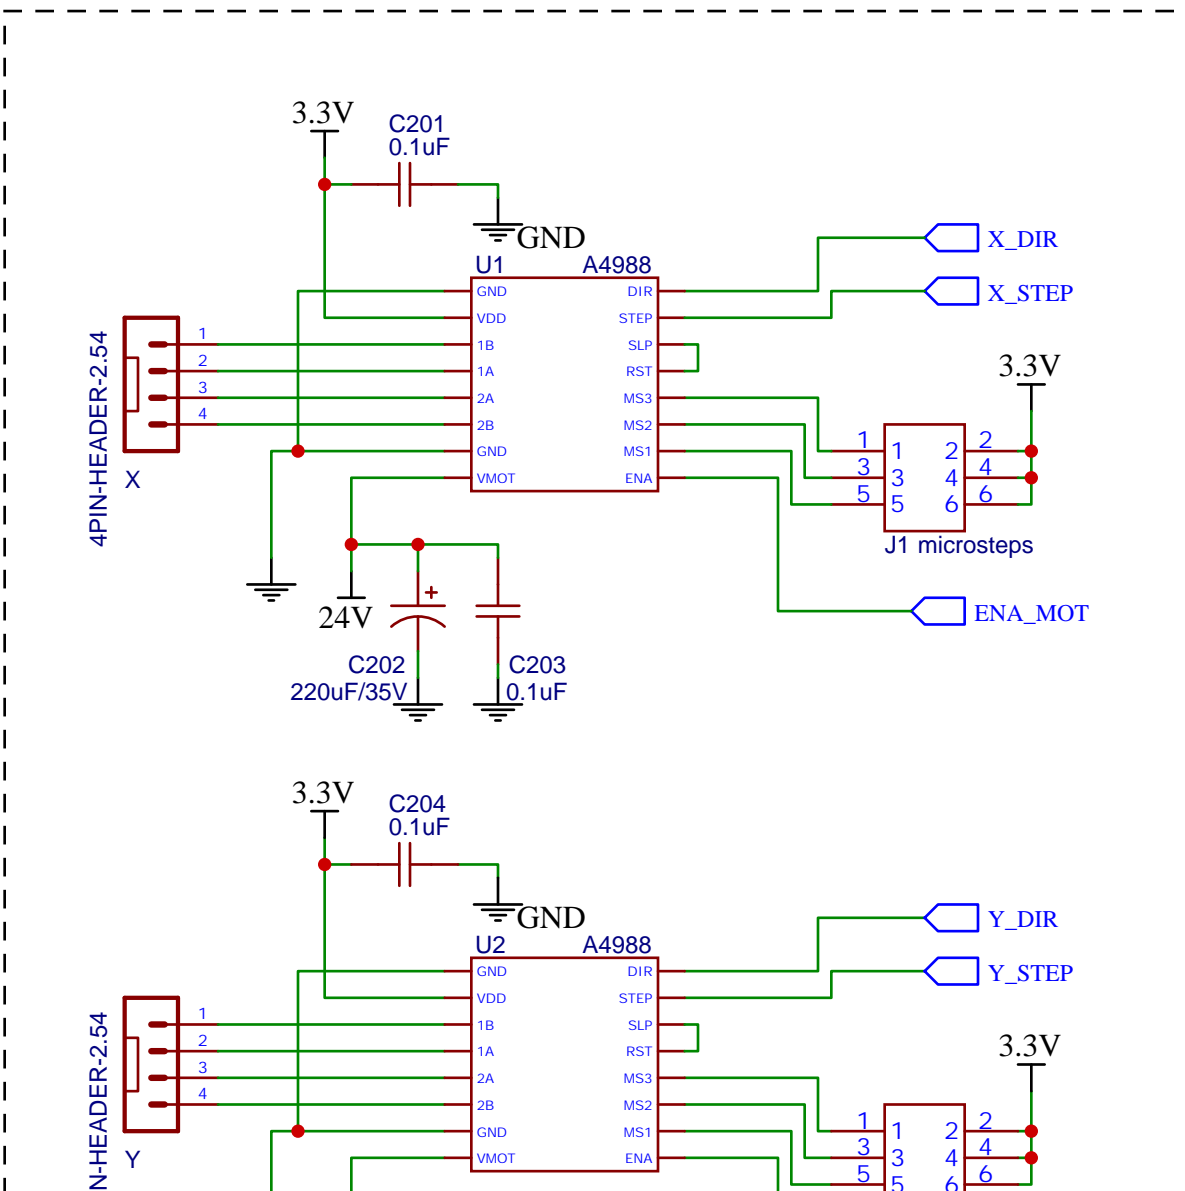 3.3V
C201
0.1uF
GND
U1 A4988
X_DIR
X_STEP
GND DIR
VDD STEP
1 1B SLP
2 1A RST
3 2A MS3
4 2B MS2
GND MS1
VMOT ENA
4PIN-HEADER-2.54
X
3.3V
1 1 2 2
3 3 4 4
5 5 6 6
J1 microsteps
ENA_MOT
24V
C202
220uF/35V
C203
0.1uF
3.3V
C204
0.1uF
GND
U2 A4988
Y_DIR
Y_STEP
GND DIR
VDD STEP
1 1B SLP
2 1A RST
3 2A MS3
4 2B MS2
GND MS1
VMOT ENA
N-HEADER-2.54
Y
3.3V
1 1 2 2
3 3 4 4
5 5 6 6